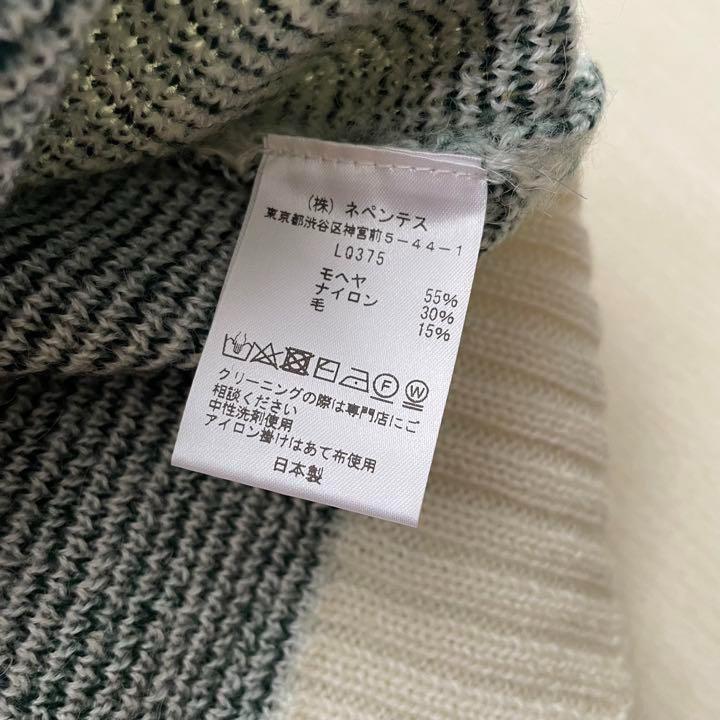 (株) ネペンテス
東京都渋谷区神宮前5-44-1
LQ375
モヘヤ 55%
ナイロン 30%
毛 15%
F W
クリーニングの際は専門店にご
相談ください
中性洗剤使用
アイロン掛けはあて布使用
日本製